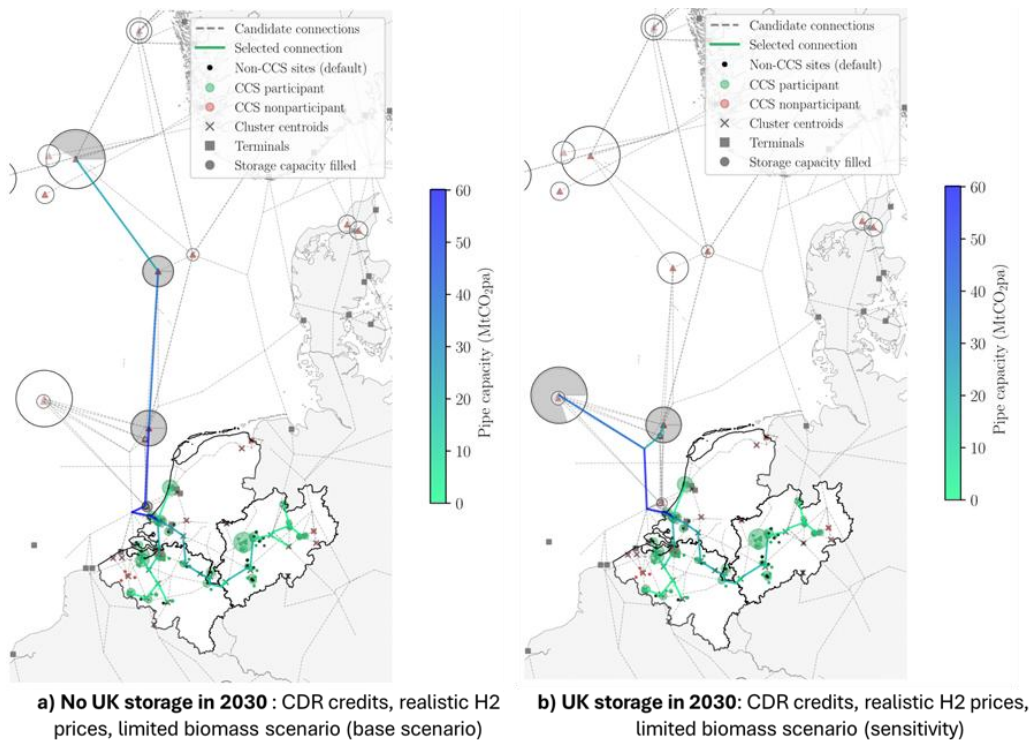 Candidate connections
Selected connection
Non-CCS sites (default)
CCS participant
CCS nonparticipant
Cluster centroids
Terminals
Storage capacity filled
60
50
40
30
20
10
0
Pipe capacity (MtCO₂pa)
a) No UK storage in 2030 : CDR credits, realistic H2
prices, limited biomass scenario (base scenario)
Candidate connections
Selected connection
Non-CCS sites (default)
CCS participant
CCS nonparticipant
Cluster centroids
Terminals
Storage capacity filled
60
50
40
30
20
10
0
Pipe capacity (MtCO₂pa)
b) UK storage in 2030: CDR credits, realistic H2 prices,
limited biomass scenario (sensitivity)